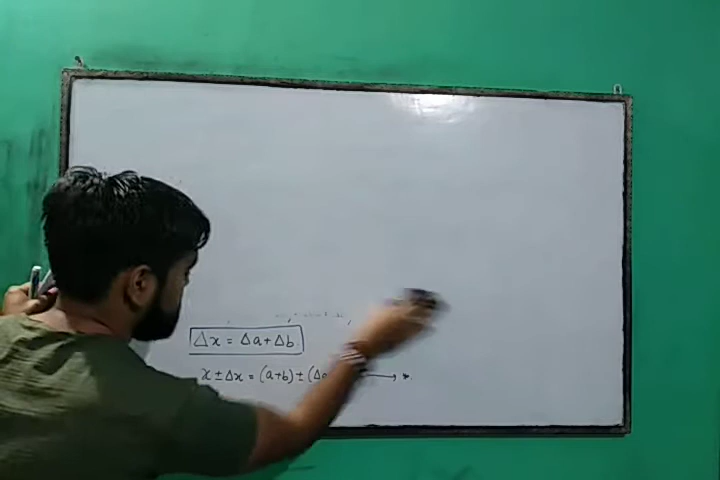 Δx = Δa + Δb
x ± Δx = (a+b) ± (Δa